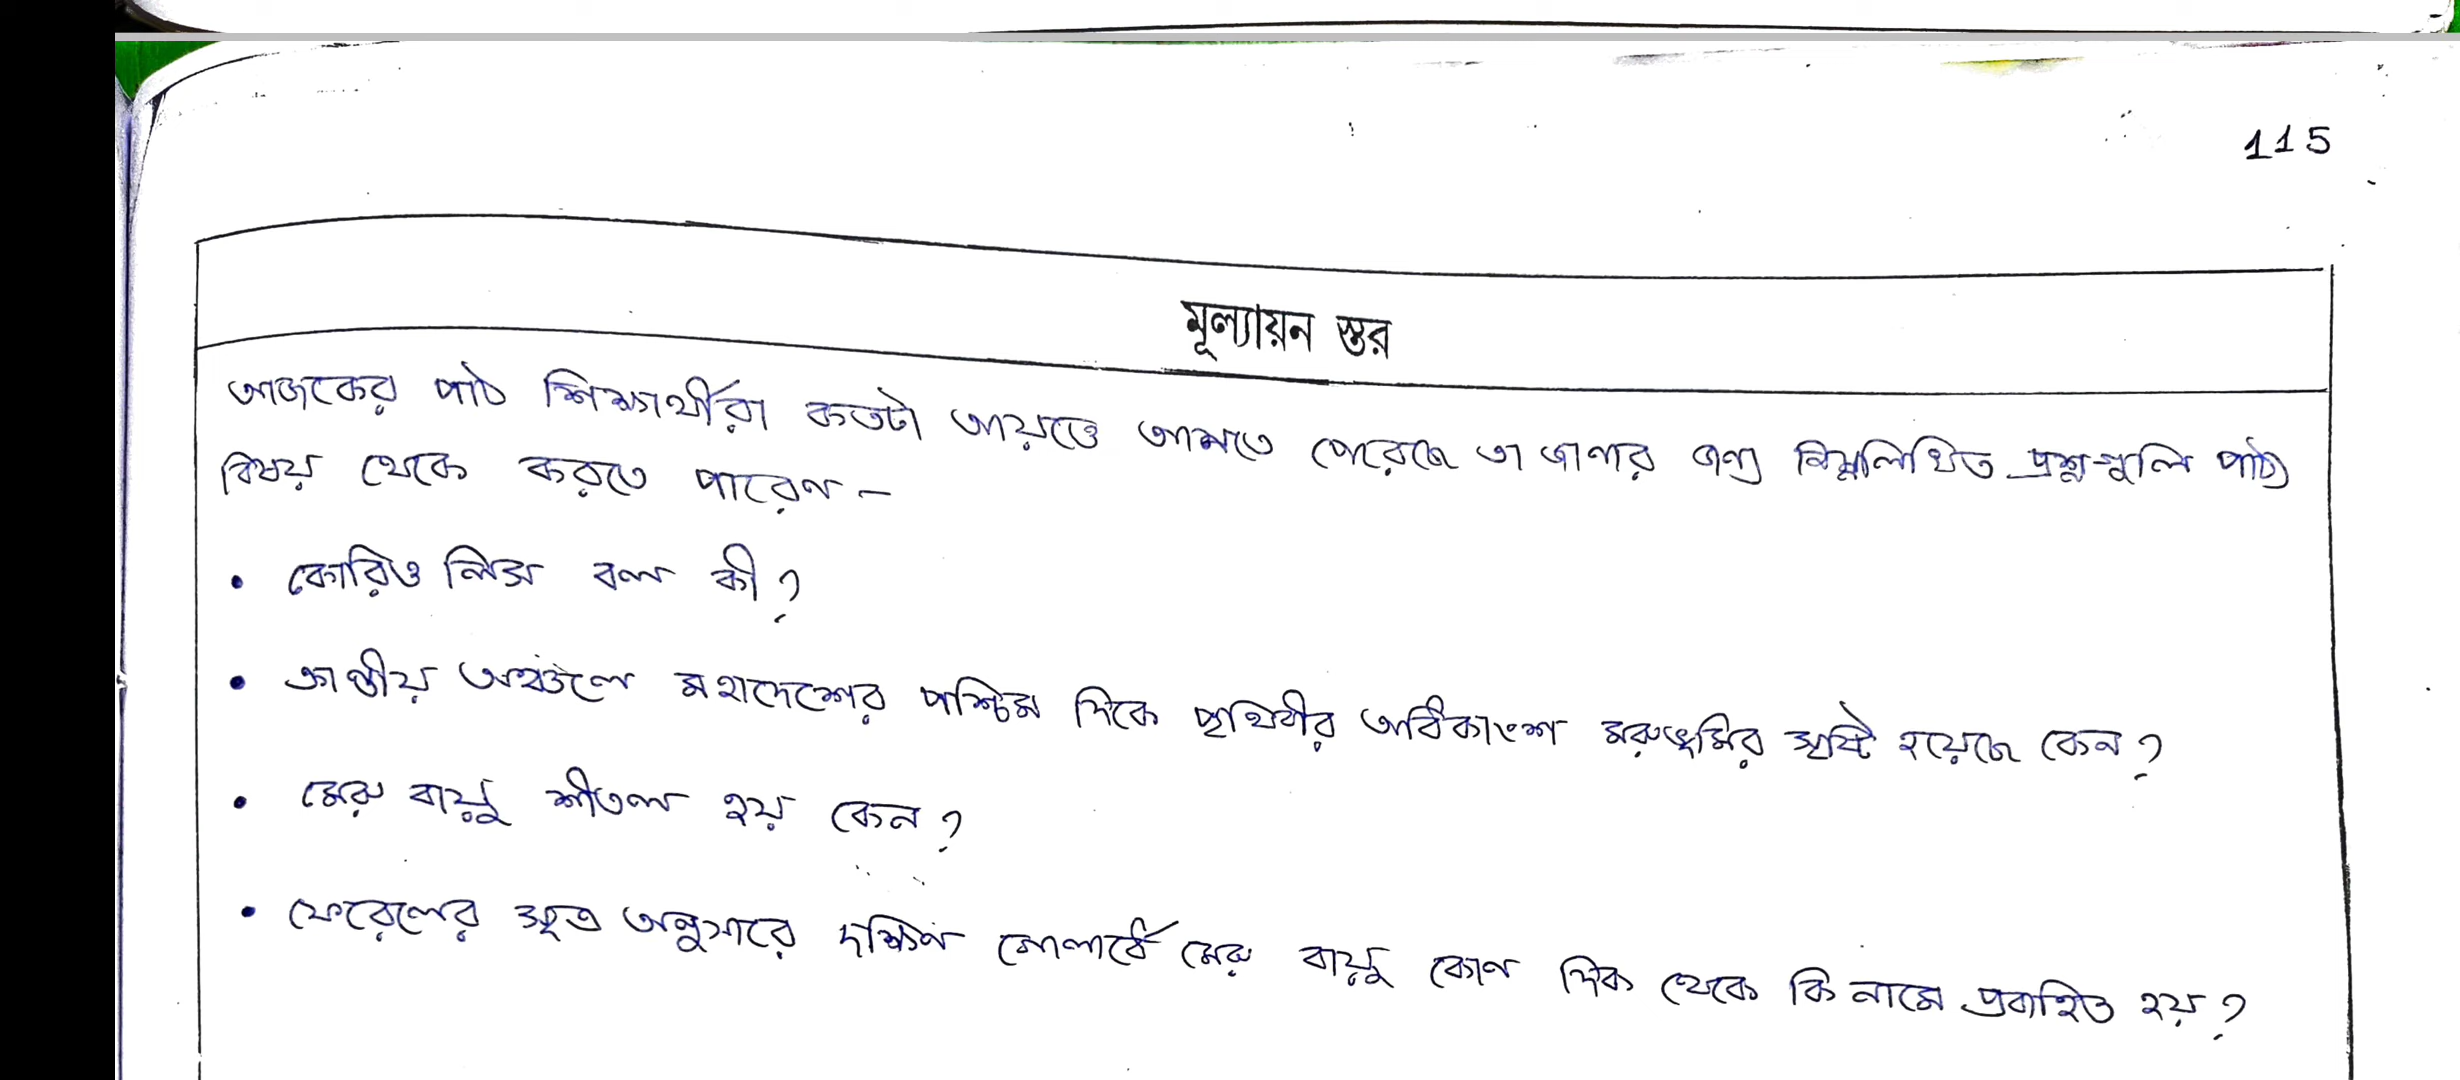 115
মূল্যায়ন স্তর
আজকের পাঠ শিক্ষার্থীরা কতটা আয়ত্তে আনতে পেরেছে তা জানার জন্য নিম্নলিখিত প্রশ্নগুলি পাঠ্য
বিষয় থেকে করতে পারেন –
• কোরিওলিস বল কী?
• ক্রান্তীয় অঞ্চলে মহাদেশের পশ্চিম দিকে পৃথিবীর অধিকাংশ মরুভূমির সৃষ্টি হয়েছে কেন?
• মেরু বায়ু শীতল হয় কেন?
• ফেরেলের সূত্র অনুসারে দক্ষিণ গোলার্ধে মেরু বায়ু কোন দিক থেকে কি নামে প্রবাহিত হয়?